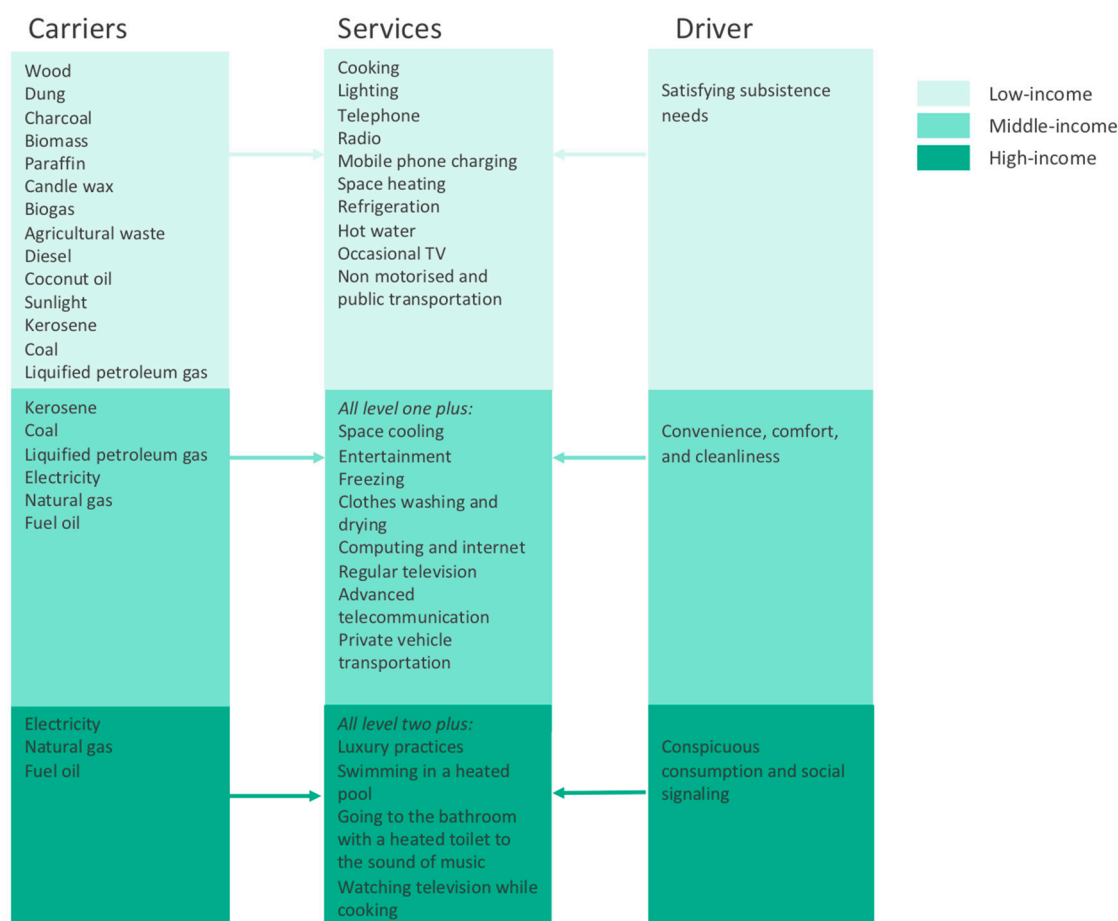 Carriers
Services
Driver
Wood
Dung
Charcoal
Biomass
Paraffin
Candle wax
Biogas
Agricultural waste
Diesel
Coconut oil
Sunlight
Kerosene
Coal
Liquified petroleum gas
Cooking
Lighting
Telephone
Radio
Mobile phone charging
Space heating
Refrigeration
Hot water
Occasional TV
Non motorised and
public transportation
Satisfying subsistence
needs
Low-income
Middle-income
High-income
Kerosene
Coal
Liquified petroleum gas
Electricity
Natural gas
Fuel oil
All level one plus:
Space cooling
Entertainment
Freezing
Clothes washing and
drying
Computing and internet
Regular television
Advanced
telecommunication
Private vehicle
transportation
Convenience, comfort,
and cleanliness
Electricity
Natural gas
Fuel oil
All level two plus:
Luxury practices
Swimming in a heated
pool
Going to the bathroom
with a heated toilet to
the sound of music
Watching television while
cooking
Conspicuous
consumption and social
signaling